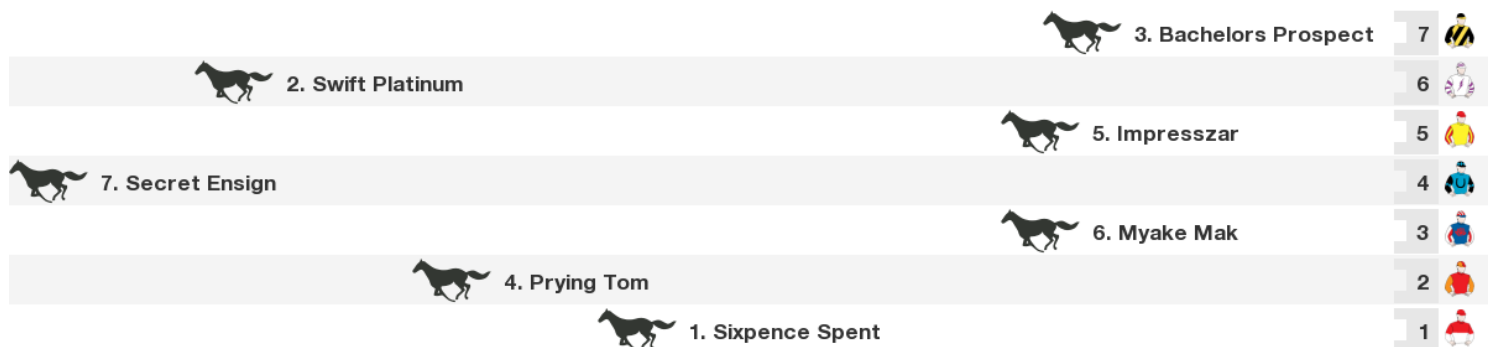 3. Bachelors Prospect 7
2. Swift Platinum 6
5. Impresszar 5
7. Secret Ensign 4
6. Myake Mak 3
4. Prying Tom 2
1. Sixpence Spent 1